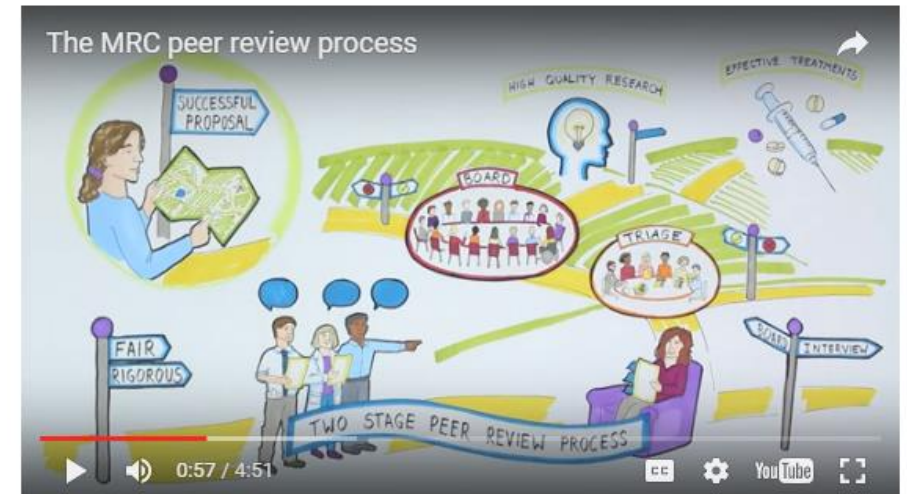 The MRC peer review process
SUCCESSFUL
PROPOSAL
HIGH QUALITY RESEARCH
EFFECTIVE TREATMENTS
BOARD
TRIAGE
FAIR
RIGOROUS
BOARD
INTERVIEW
TWO STAGE PEER REVIEW PROCESS
0:57 / 4:51
CC
YouTube